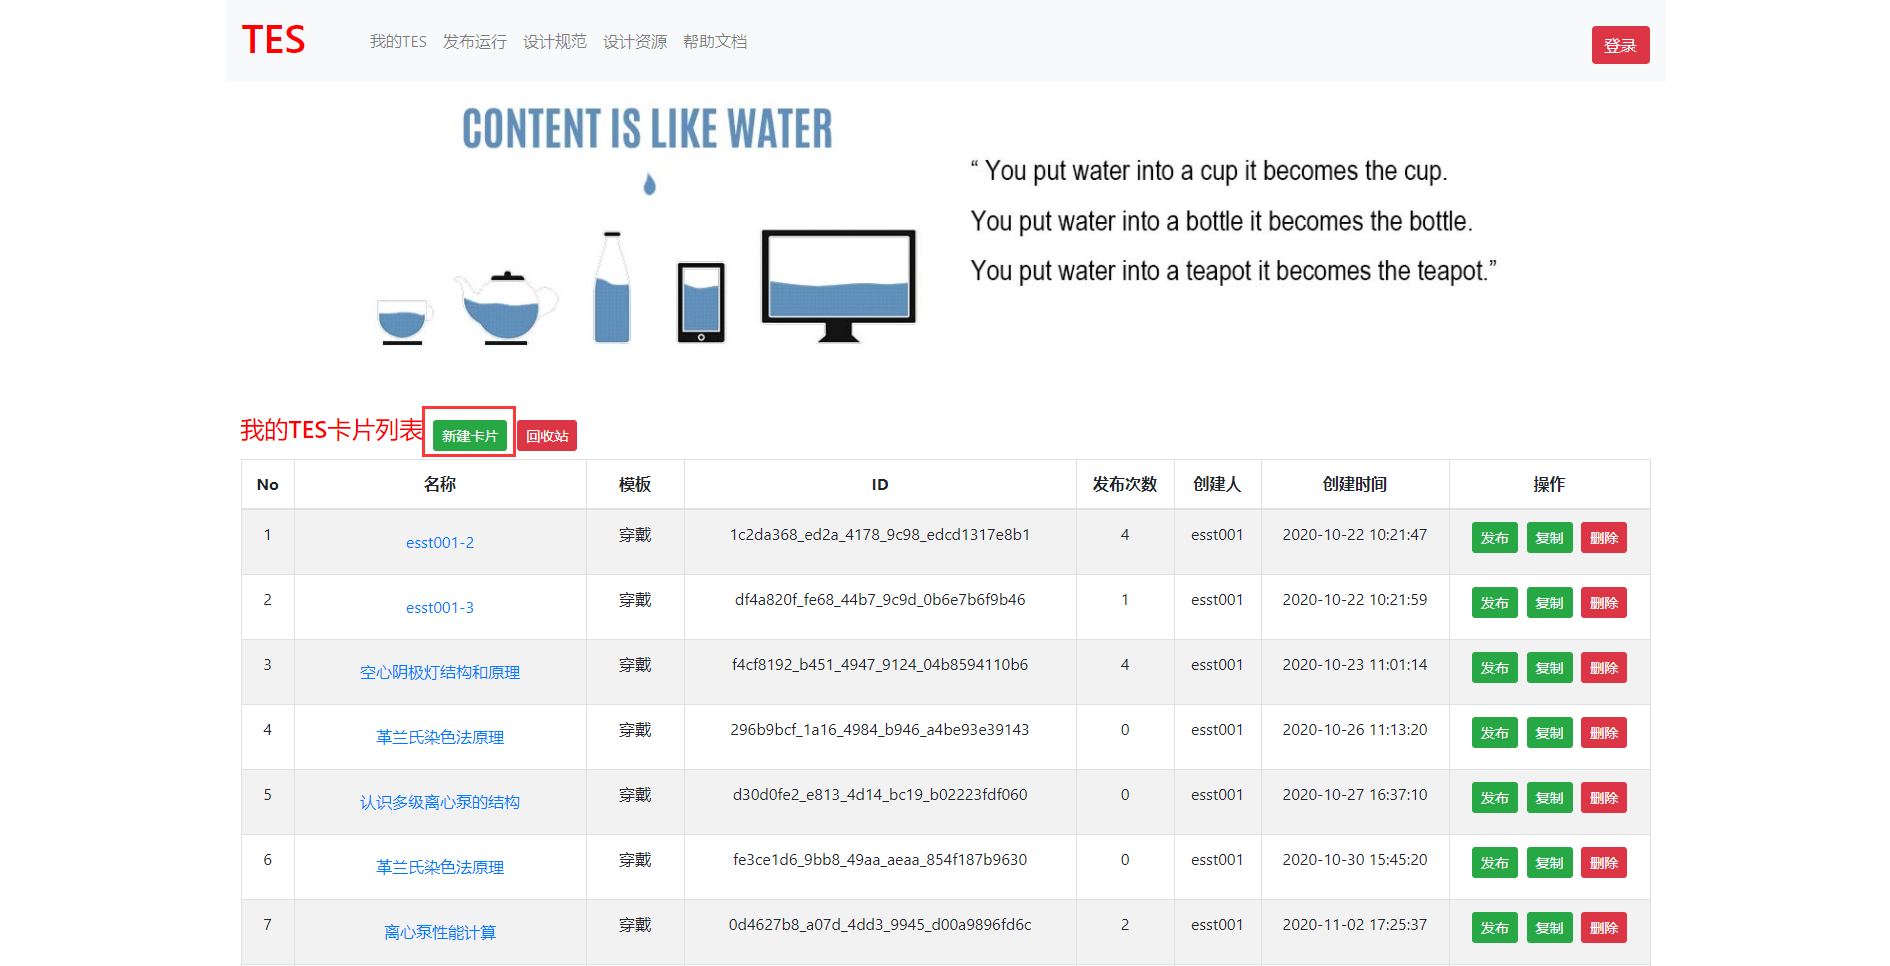 TES 我的TES 发布运行 设计规范 设计资源 帮助文档 登录
CONTENT IS LIKE WATER
“ You put water into a cup it becomes the cup.
You put water into a bottle it becomes the bottle.
You put water into a teapot it becomes the teapot.”
我的TES卡片列表 新建卡片 回收站
No 名称 模板 ID 发布次数 创建人 创建时间 操作
1 esst001-2 穿戴 1c2da368_ed2a_4178_9c98_edcd1317e8b1 4 esst001 2020-10-22 10:21:47 发布 复制 删除
2 esst001-3 穿戴 df4a820f_fe68_44b7_9c9d_0b6e7b6f9b46 1 esst001 2020-10-22 10:21:59 发布 复制 删除
3 空心阴极灯结构和原理 穿戴 f4cf8192_b451_4947_9124_04b8594110b6 4 esst001 2020-10-23 11:01:14 发布 复制 删除
4 革兰氏染色法原理 穿戴 296b9bcf_1a16_4984_b946_a4be93e39143 0 esst001 2020-10-26 11:13:20 发布 复制 删除
5 认识多级离心泵的结构 穿戴 d30d0fe2_e813_4d14_bc19_b02223fdf060 0 esst001 2020-10-27 16:37:10 发布 复制 删除
6 革兰氏染色法原理 穿戴 fe3ce1d6_9bb8_49aa_aeaa_854f187b9630 0 esst001 2020-10-30 15:45:20 发布 复制 删除
7 离心泵性能计算 穿戴 0d4627b8_a07d_4dd3_9945_d00a9896fd6c 2 esst001 2020-11-02 17:25:37 发布 复制 删除